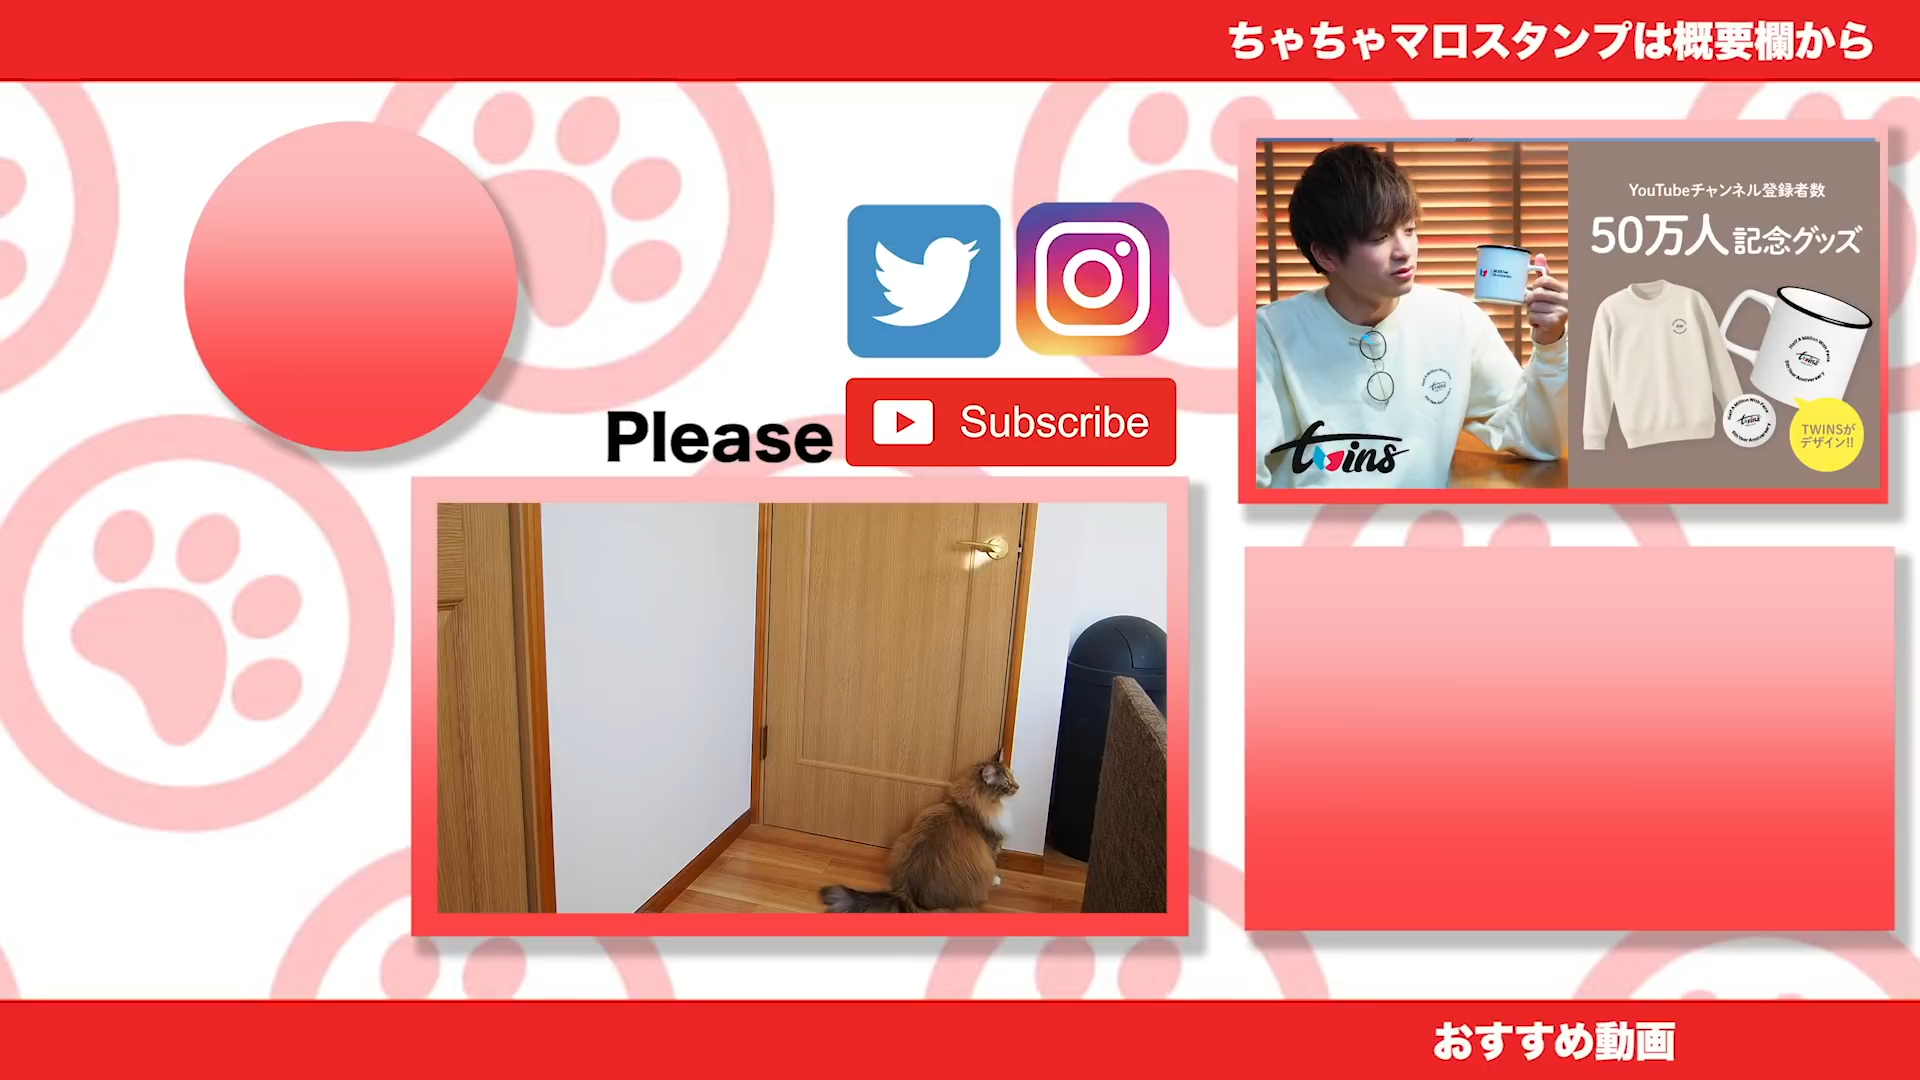 ちゃちゃマロスタンプは概要欄から
YouTubeチャンネル登録者数
50万人記念グッズ
twins
TWINSが
デザイン!!
Please
Subscribe
おすすめ動画